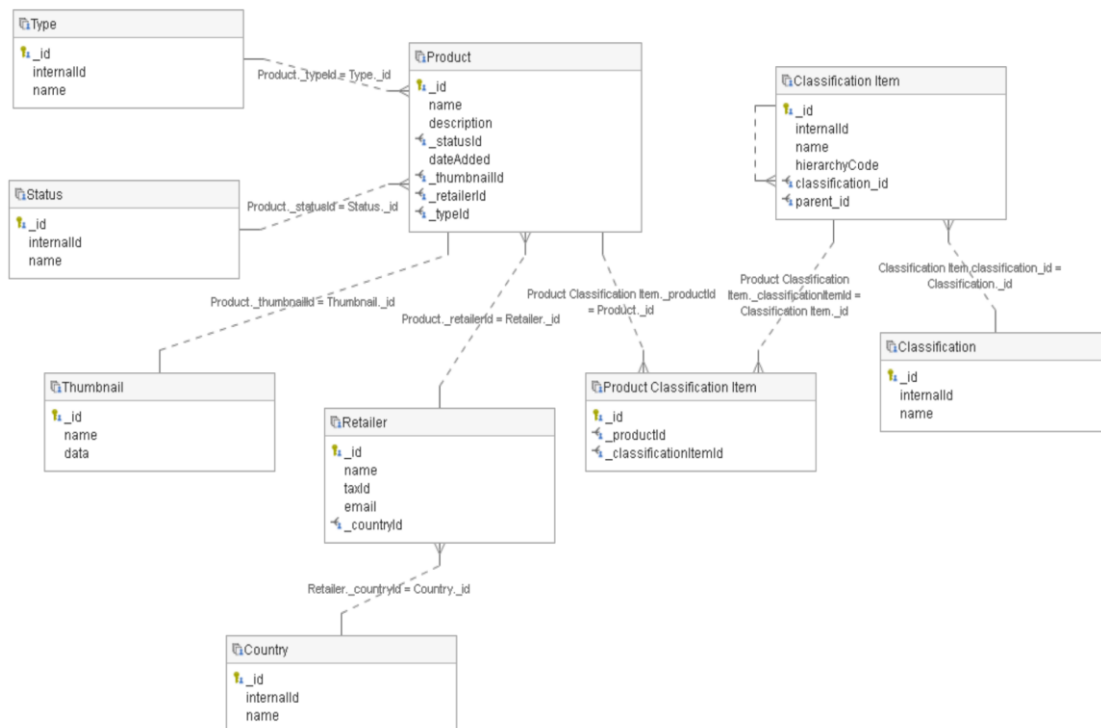 Type
_id
internalId
name
Product._typeId = Type._id
Product
_id
name
description
_statusId
dateAdded
_thumbnailId
_retailerId
_typeId
Classification Item
_id
internalId
name
hierarchyCode
classification_id
parent_id
Status
_id
internalId
name
Product._statusId = Status._id
Product._thumbnailId = Thumbnail._id
Product._retailerId = Retailer._id
Product Classification Item._productId
= Product._id
Product Classification
Item._classificationItemId =
Classification Item._id
Classification Item.classification_id =
Classification._id
Thumbnail
_id
name
data
Retailer
_id
name
taxId
email
_countryId
Product Classification Item
_id
_productId
_classificationItemId
Classification
_id
internalId
name
Retailer._countryId = Country._id
Country
_id
internalId
name